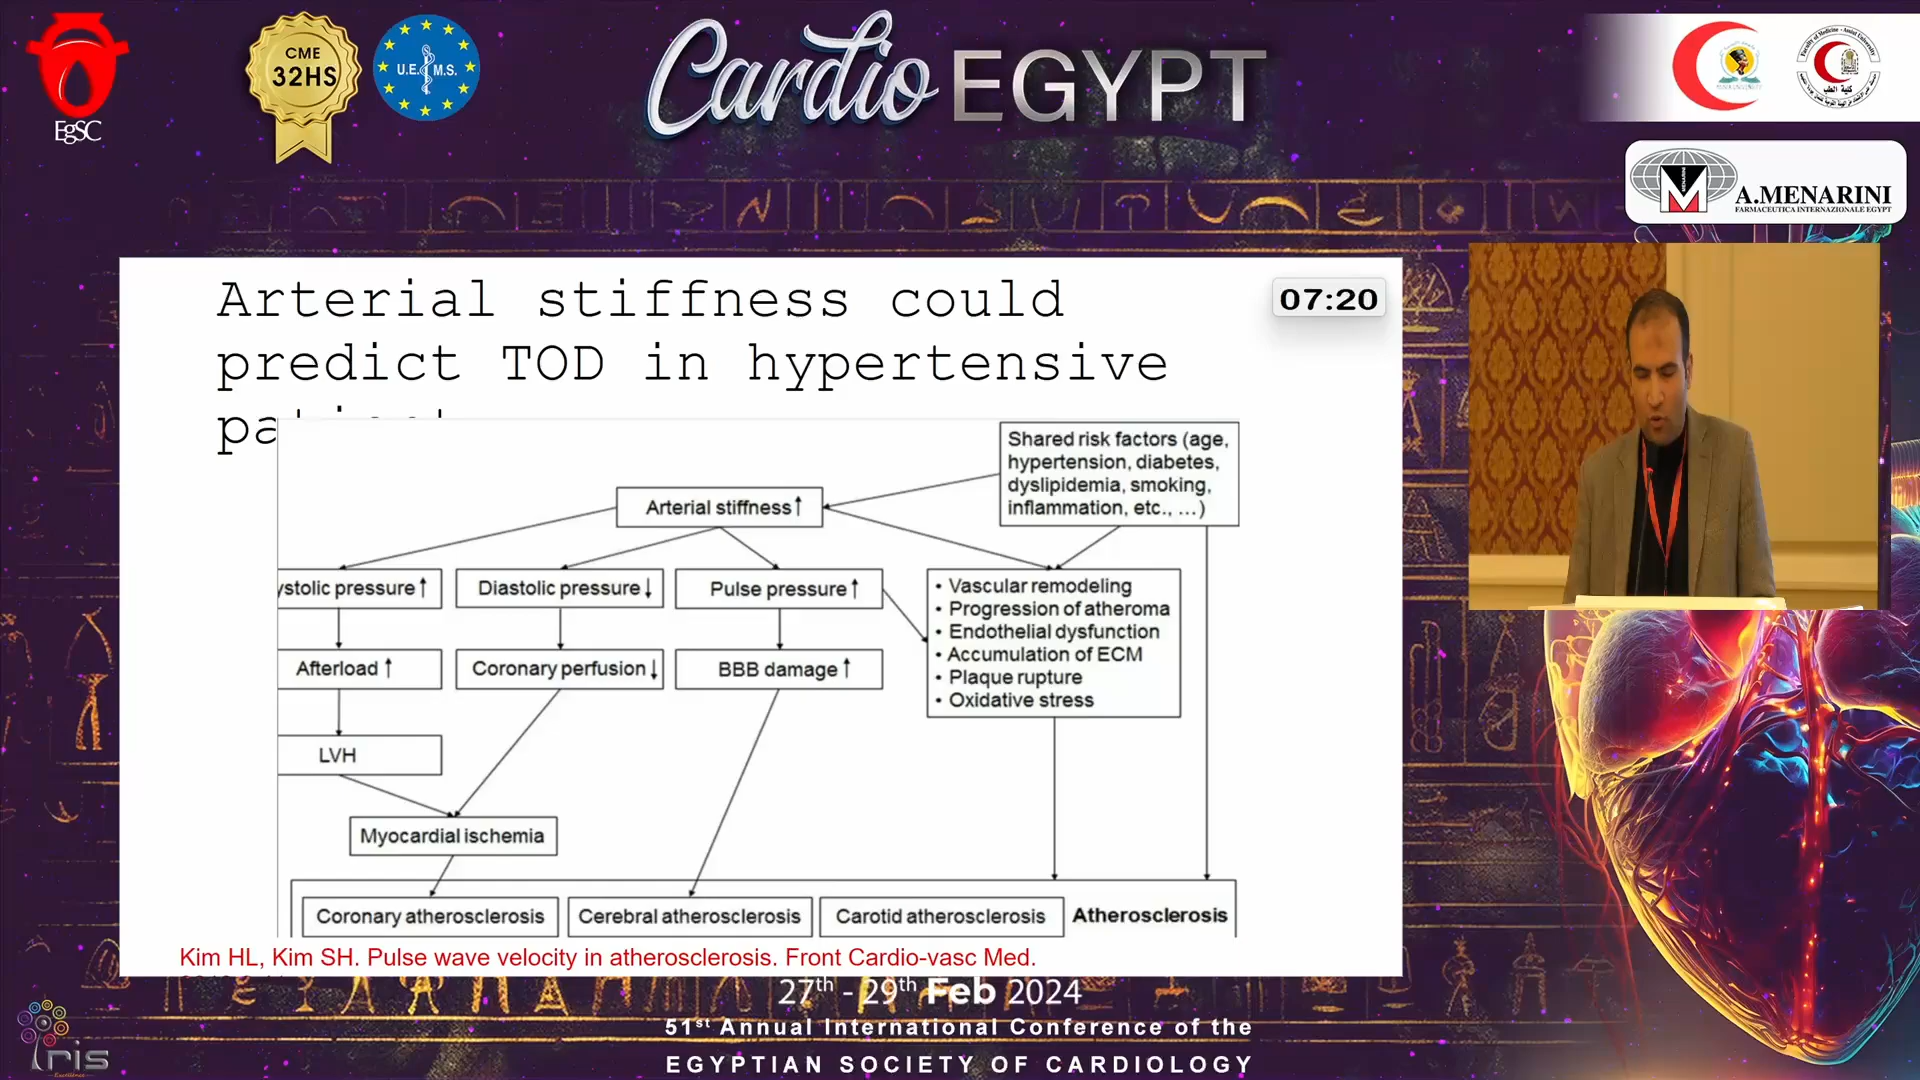 EgSC
CME
32HS
U.E.M.S.
Cardio EGYPT
كلية الطب
A.MENARINI
FARMACEUTICA INTERNAZIONALE EGYPT
Arterial stiffness could
predict TOD in hypertensive
07:20
Shared risk factors (age,
hypertension, diabetes,
dyslipidemia, smoking,
inflammation, etc., ...)
Arterial stiffness↑
ystolic pressure↑
Diastolic pressure↓
Pulse pressure↑
• Vascular remodeling
• Progression of atheroma
• Endothelial dysfunction
• Accumulation of ECM
• Plaque rupture
• Oxidative stress
Afterload↑
Coronary perfusion↓
BBB damage↑
LVH
Myocardial ischemia
Coronary atherosclerosis
Cerebral atherosclerosis
Carotid atherosclerosis
Atherosclerosis
Kim HL, Kim SH. Pulse wave velocity in atherosclerosis. Front Cardio-vasc Med.
27th - 29th Feb 2024
51st Annual International Conference of the
EGYPTIAN SOCIETY OF CARDIOLOGY
Iris